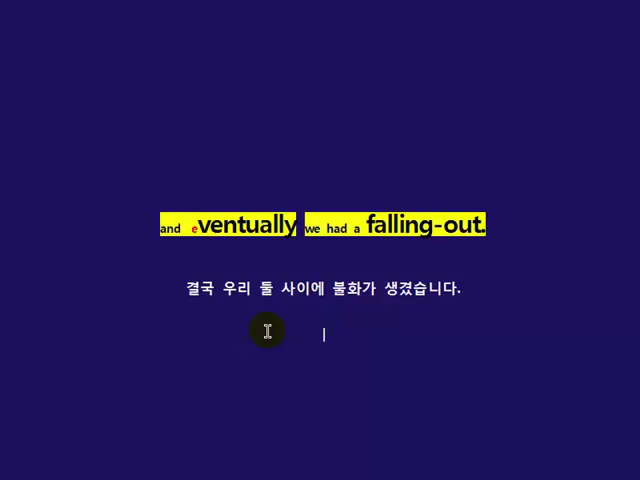 and eventually we had a falling-out.
결국 우리 둘 사이에 불화가 생겼습니다.